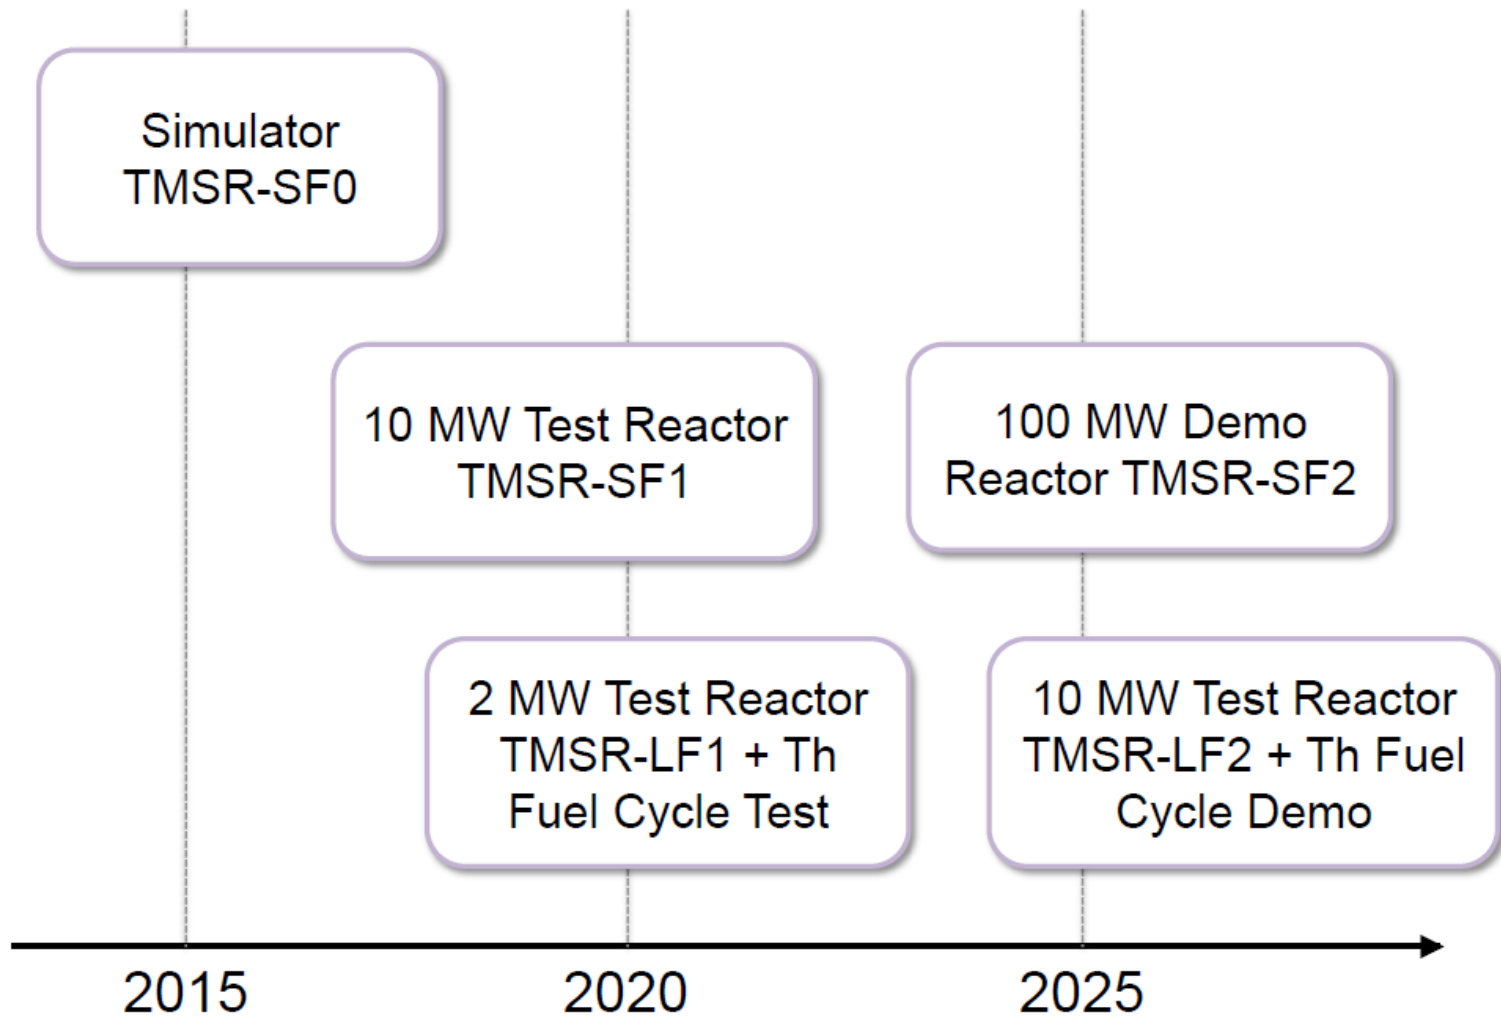 Simulator
TMSR-SF0
10 MW Test Reactor
TMSR-SF1
100 MW Demo
Reactor TMSR-SF2
2 MW Test Reactor
TMSR-LF1 + Th
Fuel Cycle Test
10 MW Test Reactor
TMSR-LF2 + Th Fuel
Cycle Demo
2015
2020
2025